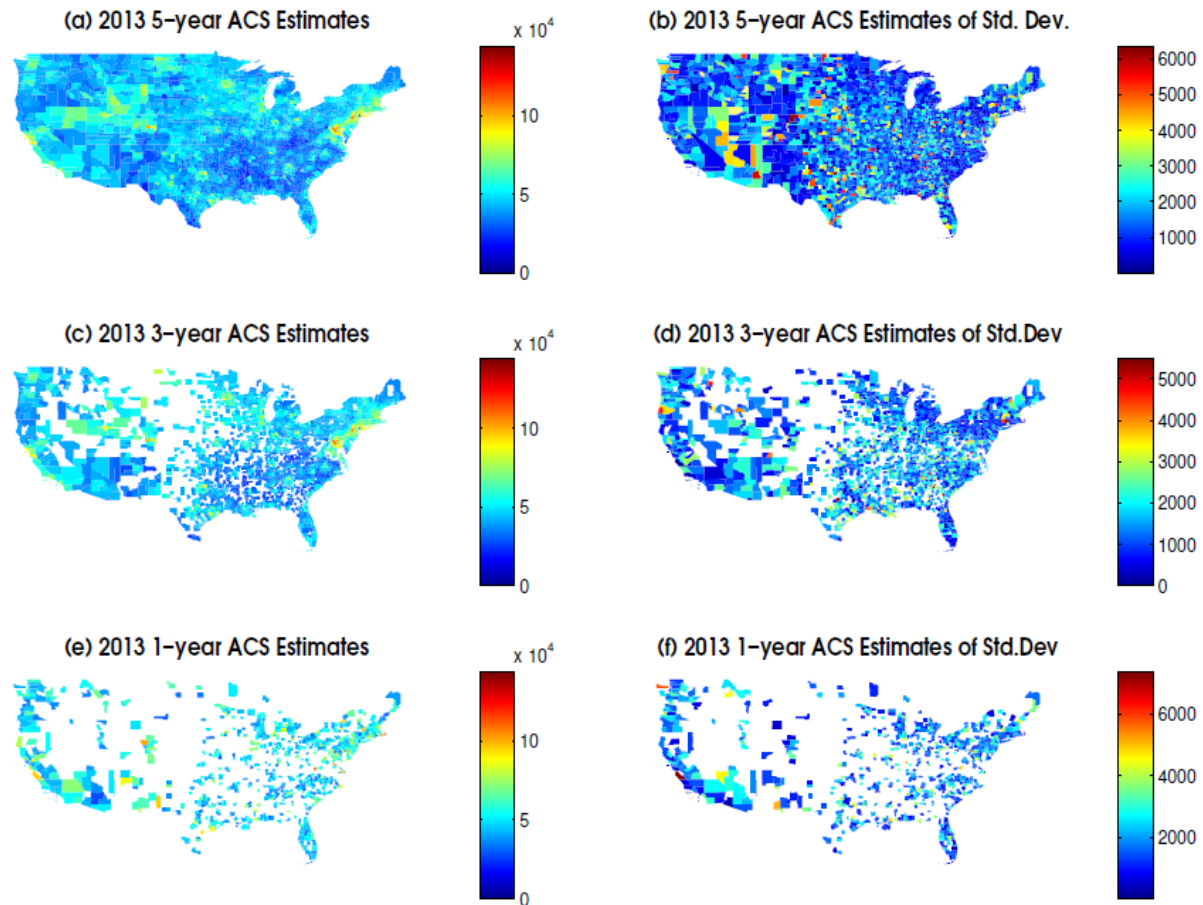 (a) 2013 5-year ACS Estimates
x 10^4
10
5
0
(b) 2013 5-year Estimates of Std. Dev.
6000
5000
4000
3000
2000
1000
(c) 2013 3-year ACS Estimates
x 10^4
10
5
0
(d) 2013 3-year ACS Estimates of Std.Dev
5000
4000
3000
2000
1000
0
(e) 2013 1-year ACS Estimates
x 10^4
10
5
0
(f) 2013 1-year ACS Estimates of Std.Dev
6000
4000
2000